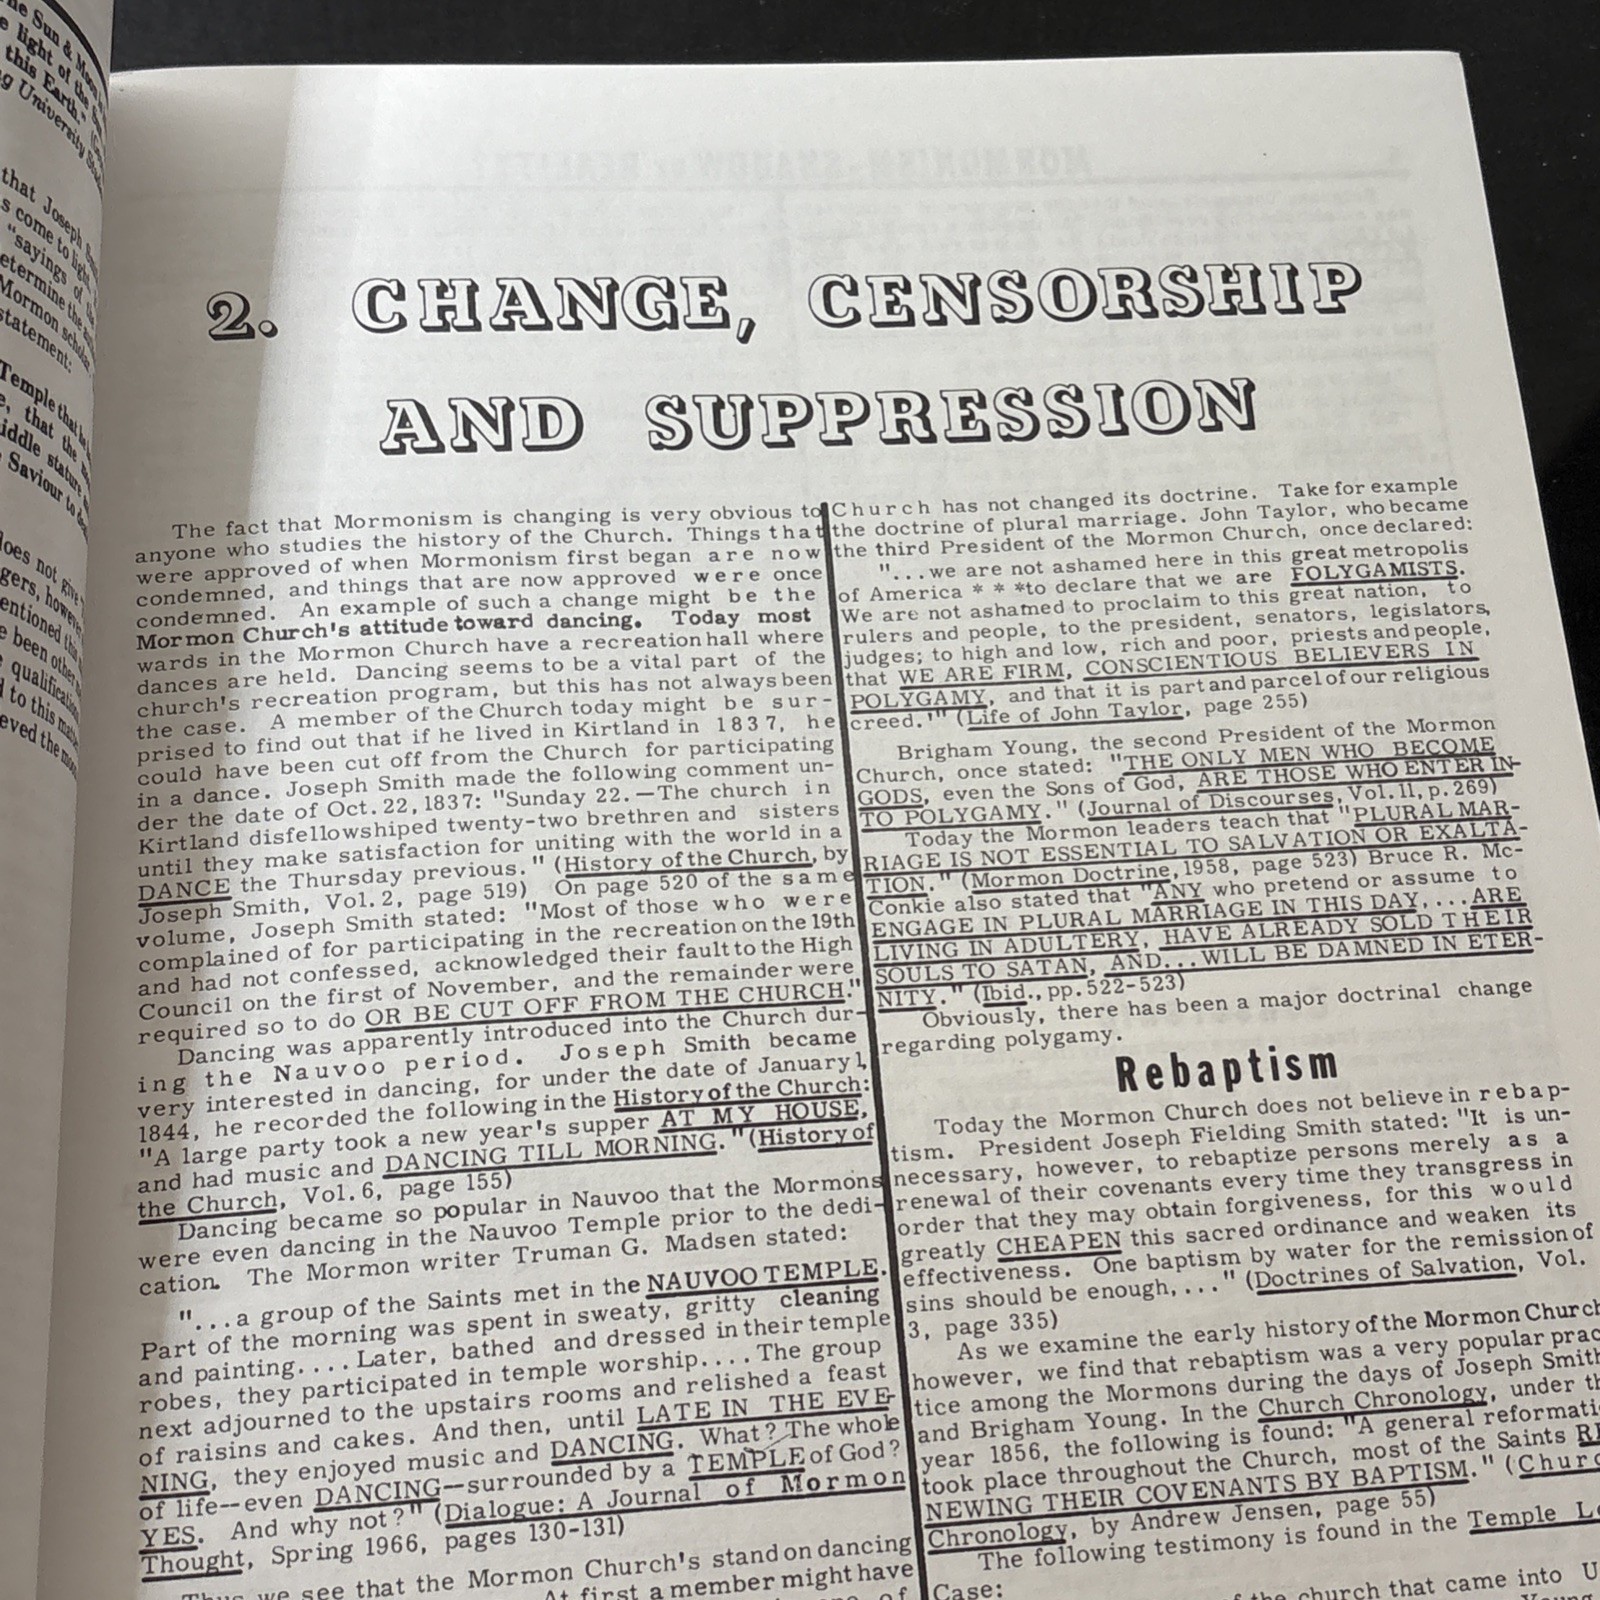 2. CHANGE, CENSORSHIP
AND SUPPRESSION
The fact that Mormonism is changing is very obvious to
anyone who studies the history of the Church. Things that
were approved of when Mormonism first began are now
condemned, and things that are now approved were once
condemned. An example of such a change might be the
Mormon Church's attitude toward dancing. Today most
wards in the Mormon Church have a recreation hall where
dances are held. Dancing seems to be a vital part of the
church's recreation program, but this has not always been
the case. A member of the Church today might be sur-
prised to find out that if he lived in Kirtland in 1837, he
could have been cut off from the Church for participating
in a dance. Joseph Smith made the following comment un-
der the date of Oct. 22, 1837: "Sunday 22. —The church in
Kirtland disfellowshiped twenty-two brethren and sisters
until they make satisfaction for uniting with the world in a
DANCE the Thursday previous." (History of the Church, by
Joseph Smith, Vol. 2, page 519) On page 520 of the same
volume, Joseph Smith stated: "Most of those who were
complained of for participating in the recreation on the 19th
and had not confessed, acknowledged their fault to the High
Council on the first of November, and the remainder were
required so to do OR BE CUT OFF FROM THE CHURCH."
Dancing was apparently introduced into the Church dur-
ing the Nauvoo period. Joseph Smith became
very interested in dancing, for under the date of January 1,
1844, he recorded the following in the History of the Church:
"A large party took a new year's supper AT MY HOUSE,
and had music and DANCING TILL MORNING." (History of
the Church, Vol. 6, page 155)
Dancing became so popular in Nauvoo that the Mormons
were even dancing in the Nauvoo Temple prior to the dedi-
cation. The Mormon writer Truman G. Madsen stated:
"...a group of the Saints met in the NAUVOO TEMPLE.
Part of the morning was spent in sweaty, gritty cleaning
and painting.... Later, bathed and dressed in their temple
robes, they participated in temple worship.... The group
next adjourned to the upstairs rooms and relished a feast
of raisins and cakes. And then, until LATE IN THE EVE-
NING, they enjoyed music and DANCING. What? The whole
of life--even DANCING—surrounded by a TEMPLE of God?
YES. And why not?" (Dialogue: A Journal of Mormon
Thought, Spring 1966, pages 130-131)
Thus we see that the Mormon Church's stand on dancing
At first a member might have
of
Church has not changed its doctrine. Take for example
the doctrine of plural marriage. John Taylor, who became
the third President of the Mormon Church, once declared:
"...we are not ashamed here in this great metropolis
of America * * *to declare that we are FOLYGAMISTS.
We are not ashamed to proclaim to this great nation, to
rulers and people, to the president, senators, legislators,
judges; to high and low, rich and poor, priests and people,
that WE ARE FIRM, CONSCIENTIOUS BELIEVERS IN
POLYGAMY, and that it is part and parcel of our religious
creed.'" (Life of John Taylor, page 255)
Brigham Young, the second President of the Mormon
Church, once stated: "THE ONLY MEN WHO BECOME
GODS, even the Sons of God, ARE THOSE WHO ENTER IN-
TO POLYGAMY." (Journal of Discourses, Vol. II, p. 269)
Today the Mormon leaders teach that "PLURAL MAR-
RIAGE IS NOT ESSENTIAL TO SALVATION OR EXALTA-
TION." (Mormon Doctrine, 1958, page 523) Bruce R. Mc-
Conkie also stated that "ANY who pretend or assume to
ENGAGE IN PLURAL MARRIAGE IN THIS DAY, ... ARE
LIVING IN ADULTERY, HAVE ALREADY SOLD THEIR
SOULS TO SATAN, AND... WILL BE DAMNED IN ETER-
NITY." (Ibid., pp. 522-523)
Obviously, there has been a major doctrinal change
regarding polygamy.
Rebaptism
Today the Mormon Church does not believe in rebap-
tism. President Joseph Fielding Smith stated: "It is un-
necessary, however, to rebaptize persons merely as a
renewal of their covenants every time they transgress in
order that they may obtain forgiveness, for this would
greatly CHEAPEN this sacred ordinance and weaken its
effectiveness. One baptism by water for the remission of
sins should be enough,..." (Doctrines of Salvation, Vol.
3, page 335)
As we examine the early history of the Mormon Church
however, we find that rebaptism was a very popular prac
tice among the Mormons during the days of Joseph Smith
and Brigham Young. In the Church Chronology, under th
year 1856, the following is found: "A general reformati
took place throughout the Church, most of the Saints RE
NEWING THEIR COVENANTS BY BAPTISM." (Churc
Chronology, by Andrew Jensen, page 55)
The following testimony is found in the Temple Lo
Case:
of the church that came into U